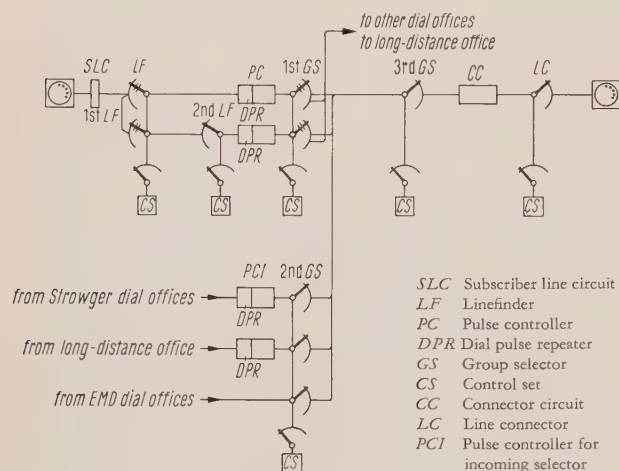 to other dial offices
to long-distance office
SLC LF PC 1st GS 3rd GS CC LC
1st LF 2nd LF DPR
DPR
CS CS CS CS CS
PCI 2nd GS
from Strowger dial offices
DPR
from long-distance office
DPR
from EMD dial offices
CS
SLC Subscriber line circuit
LF Linefinder
PC Pulse controller
DPR Dial pulse repeater
GS Group selector
CS Control set
CC Connector circuit
LC Line connector
PCI Pulse controller for
incoming selector